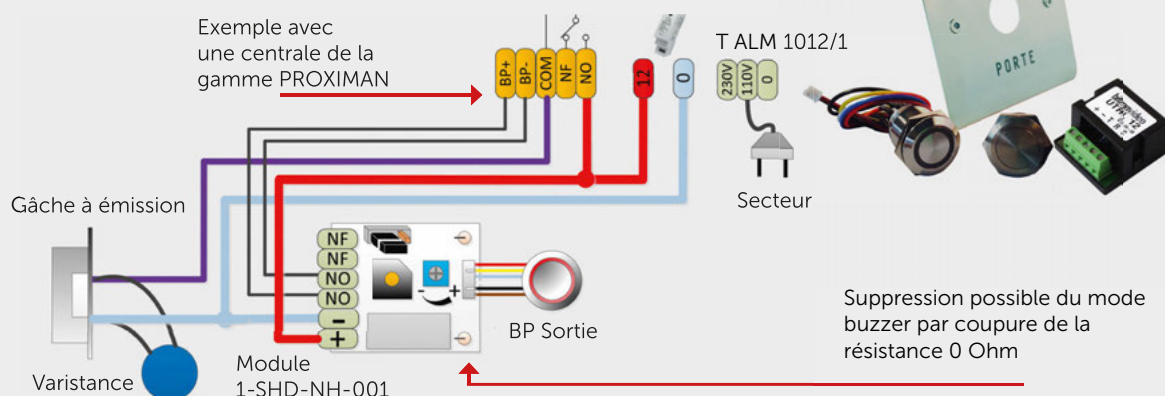 Exemple avec
une centrale de la
gamme PROXIMAN
BP+
BP-
COM
NF
NO
12
0
T ALM 1012/1
230V
110V
0
Secteur
PORTE
UTR 12
+ - T R S
Gâche à émission
Varistance
NF
NF
NO
NO
-
+
- +
Module
1-SHD-NH-001
BP Sortie
Suppression possible du mode
buzzer par coupure de la
résistance 0 Ohm